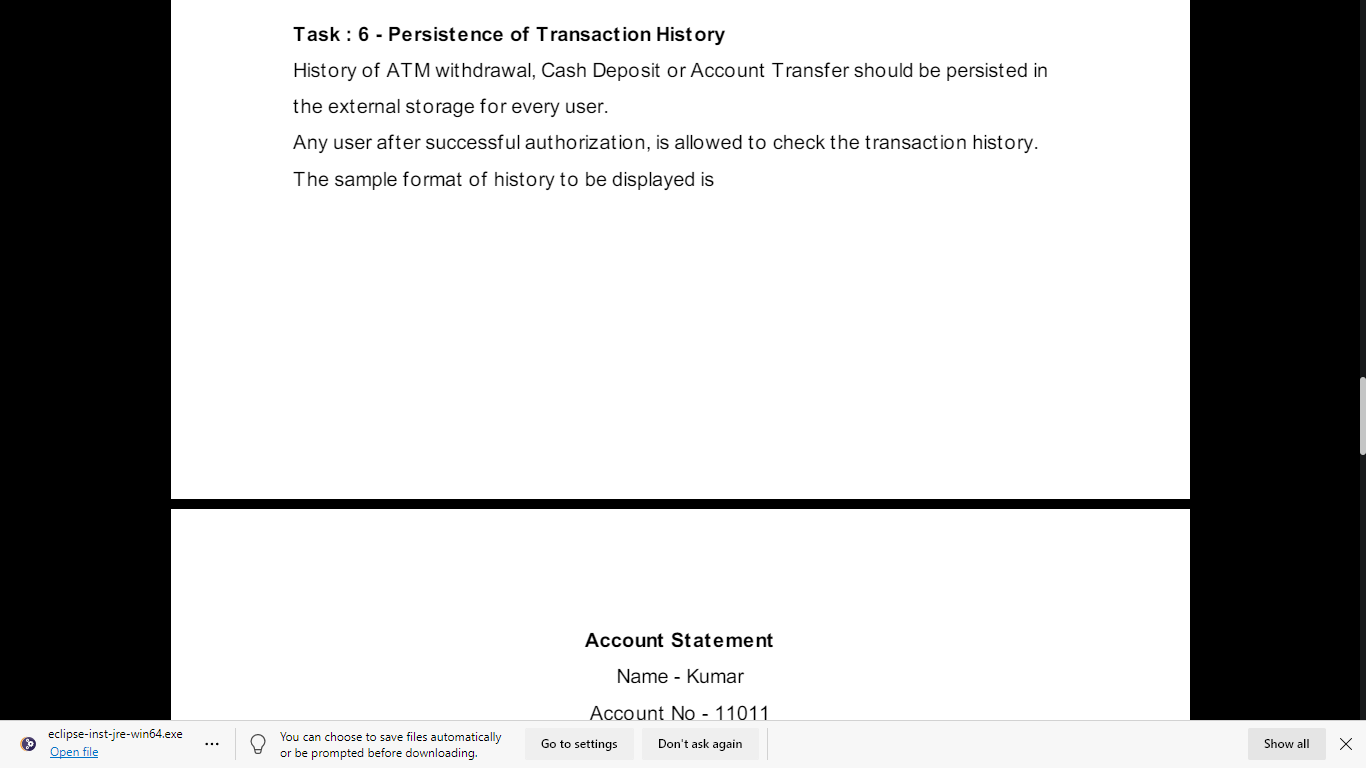 Task : 6 - Persistence of Transaction History
History of ATM withdrawal, Cash Deposit or Account Transfer should be persisted in
the external storage for every user.
Any user after successful authorization, is allowed to check the transaction history.
The sample format of history to be displayed is
Account Statement
Name - Kumar
Account No - 11011
eclipse-inst-jre-win64.exe
Open file
You can choose to save files automatically
or be prompted before downloading.
Go to settings
Don't ask again
Show all